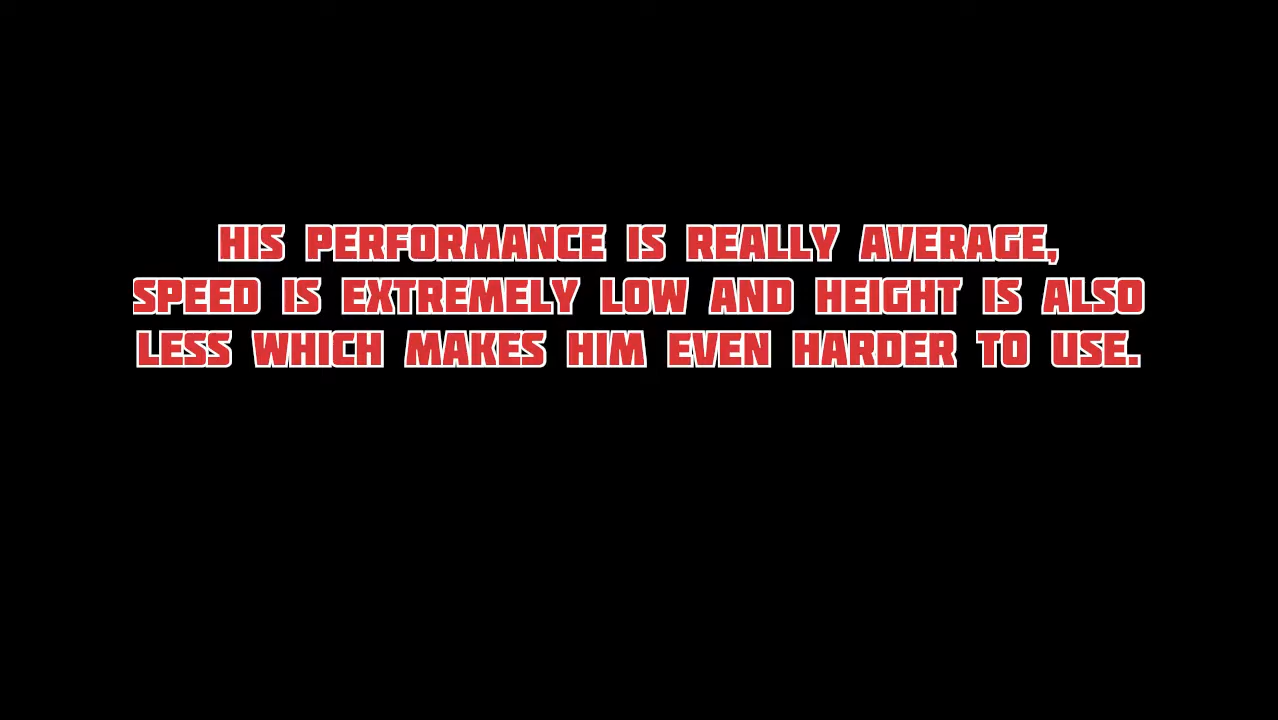 HIS PERFORMANCE IS REALLY AVERAGE,
SPEED IS EXTREMELY LOW AND HEIGHT IS ALSO
LESS WHICH MAKES HIM EVEN HARDER TO USE.